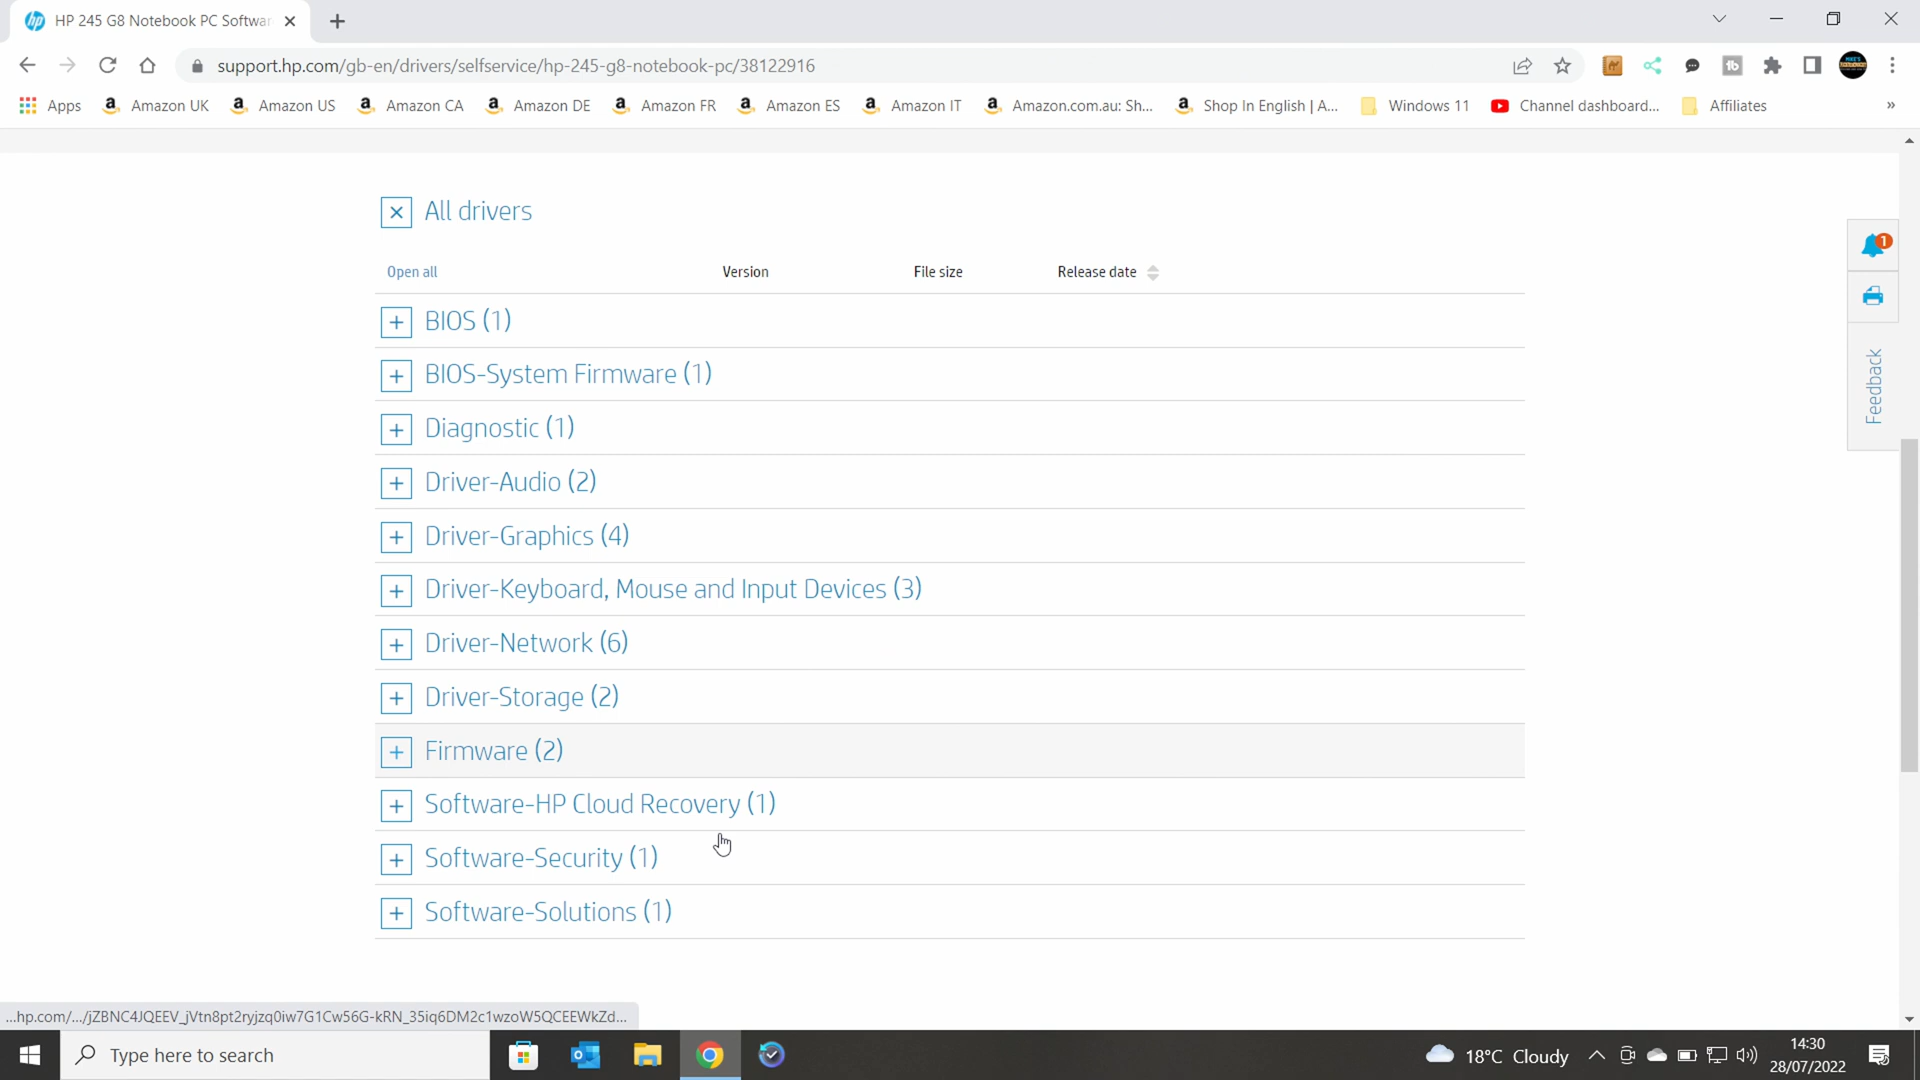 HP 245 G8 Notebook PC Softwa
support.hp.com/gb-en/drivers/selfservice/hp-245-g8-notebook-pc/38122916
Apps Amazon UK Amazon US Amazon CA Amazon DE Amazon FR Amazon ES Amazon IT Amazon.com.au: Sh... Shop In English | A... Windows 11 Channel dashboard... Affiliates »
All drivers
Open all Version File size Release date
BIOS (1)
BIOS-System Firmware (1)
Diagnostic (1)
Driver-Audio (2)
Driver-Graphics (4)
Driver-Keyboard, Mouse and Input Devices (3)
Driver-Network (6)
Driver-Storage (2)
Firmware (2)
Software-HP Cloud Recovery (1)
Software-Security (1)
Software-Solutions (1)
1
Feedback
...hp.com/.../jZBNC4JQEEV_jVtn8pt2ryjzq0iw7G1Cw56G-kRN_35iq6DM2c1wzoW5QCEEWkZd...
Type here to search
18°C Cloudy
14:30
28/07/2022